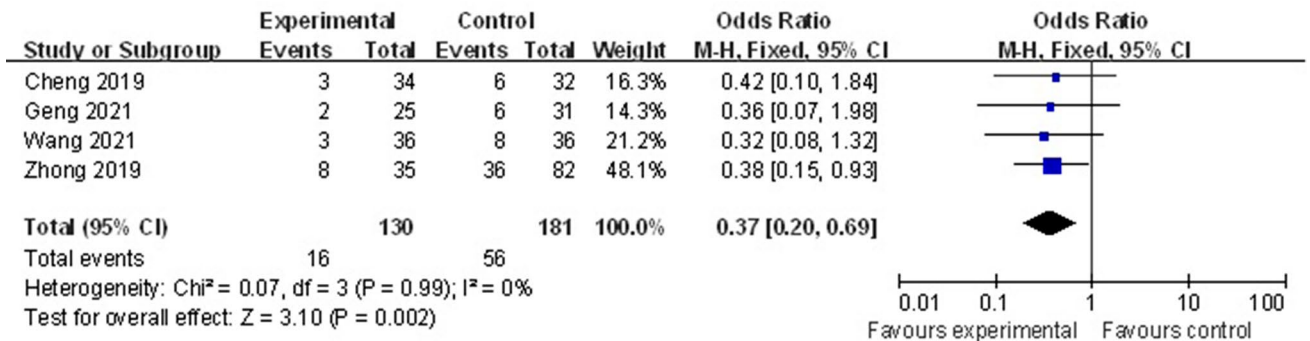 Experimental Control Odds Ratio Odds Ratio
Study or Subgroup Events Total Events Total Weight M-H, Fixed, 95% CI M-H, Fixed, 95% CI
Cheng 2019 3 34 6 32 16.3% 0.42 [0.10, 1.84]
Geng 2021 2 25 6 31 14.3% 0.36 [0.07, 1.98]
Wang 2021 3 36 8 36 21.2% 0.32 [0.08, 1.32]
Zhong 2019 8 35 36 82 48.1% 0.38 [0.15, 0.93]
Total (95% CI) 130 181 100.0% 0.37 [0.20, 0.69]
Total events 16 56
Heterogeneity: Chi² = 0.07, df = 3 (P = 0.99); I² = 0%
Test for overall effect: Z = 3.10 (P = 0.002)
0.01 0.1 1 10 100
Favours experimental Favours control